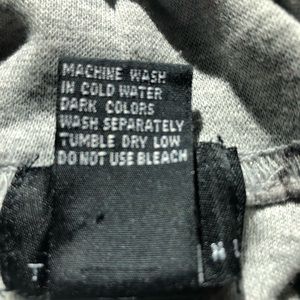 MACHINE WASH
IN COLD WATER
DARK COLORS
WASH SEPARATELY
TUMBLE DRY LOW
DO NOT USE BLEACH